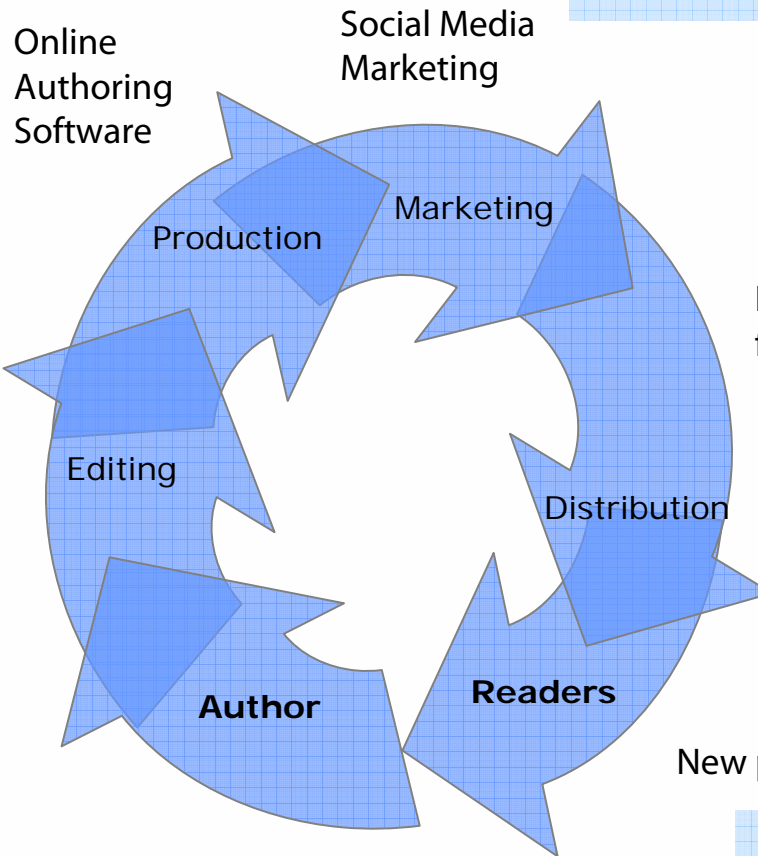 Online
Authoring
Software
Social Media
Marketing
Marketing
Production
Editing
Distribution
Author
Readers
New